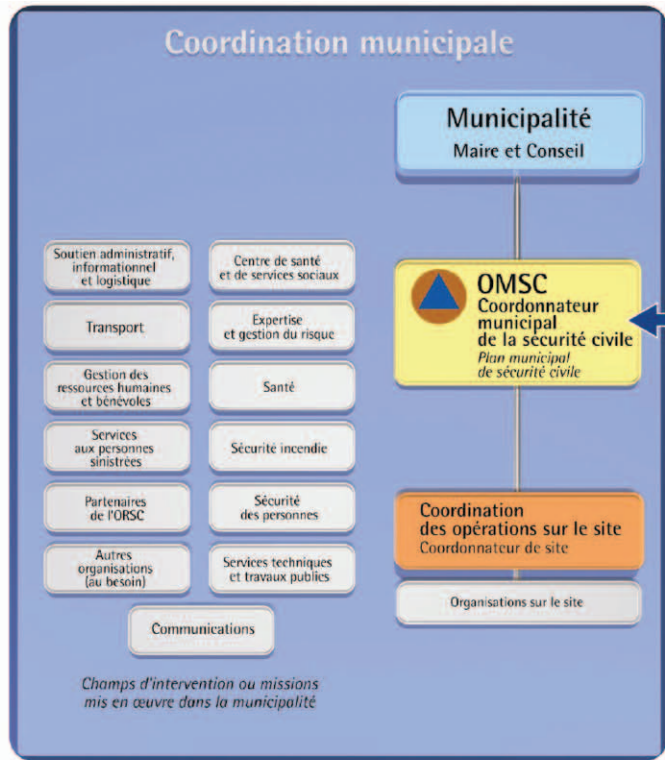 Coordination municipale
Municipalité
Maire et Conseil
Soutien administratif,
informationnel
et logistique
Centre de santé
et de services sociaux
OMSC
Coordonnateur
municipal
de la sécurité civile
Plan municipal
de sécurité civile
Transport
Expertise
et gestion du risque
Gestion des
ressources humaines
et bénévoles
Santé
Services
aux personnes
sinistrées
Sécurité incendie
Partenaires
de l'ORSC
Sécurité
des personnes
Coordination
des opérations sur le site
Coordonnateur de site
Autres
organisations
(au besoin)
Services techniques
et travaux publics
Organisations sur le site
Communications
Champs d'intervention ou missions
mis en œuvre dans la municipalité